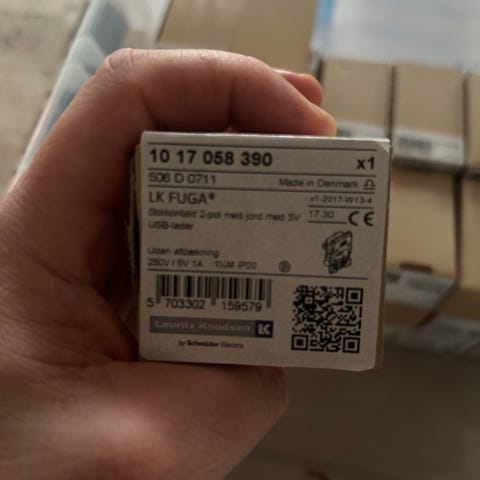 10 17 058 390 x1
506 D 0711 Made in Denmark
LK FUGA® x1-2017-W13-4
Stikkontakt 2-pol med jord med 5V 17.30 CE
USB-lader
Uden afdækning
250V / 5V 1A IP20
5 703302 159579
Lauritz Knudsen K
by Schneider Electric